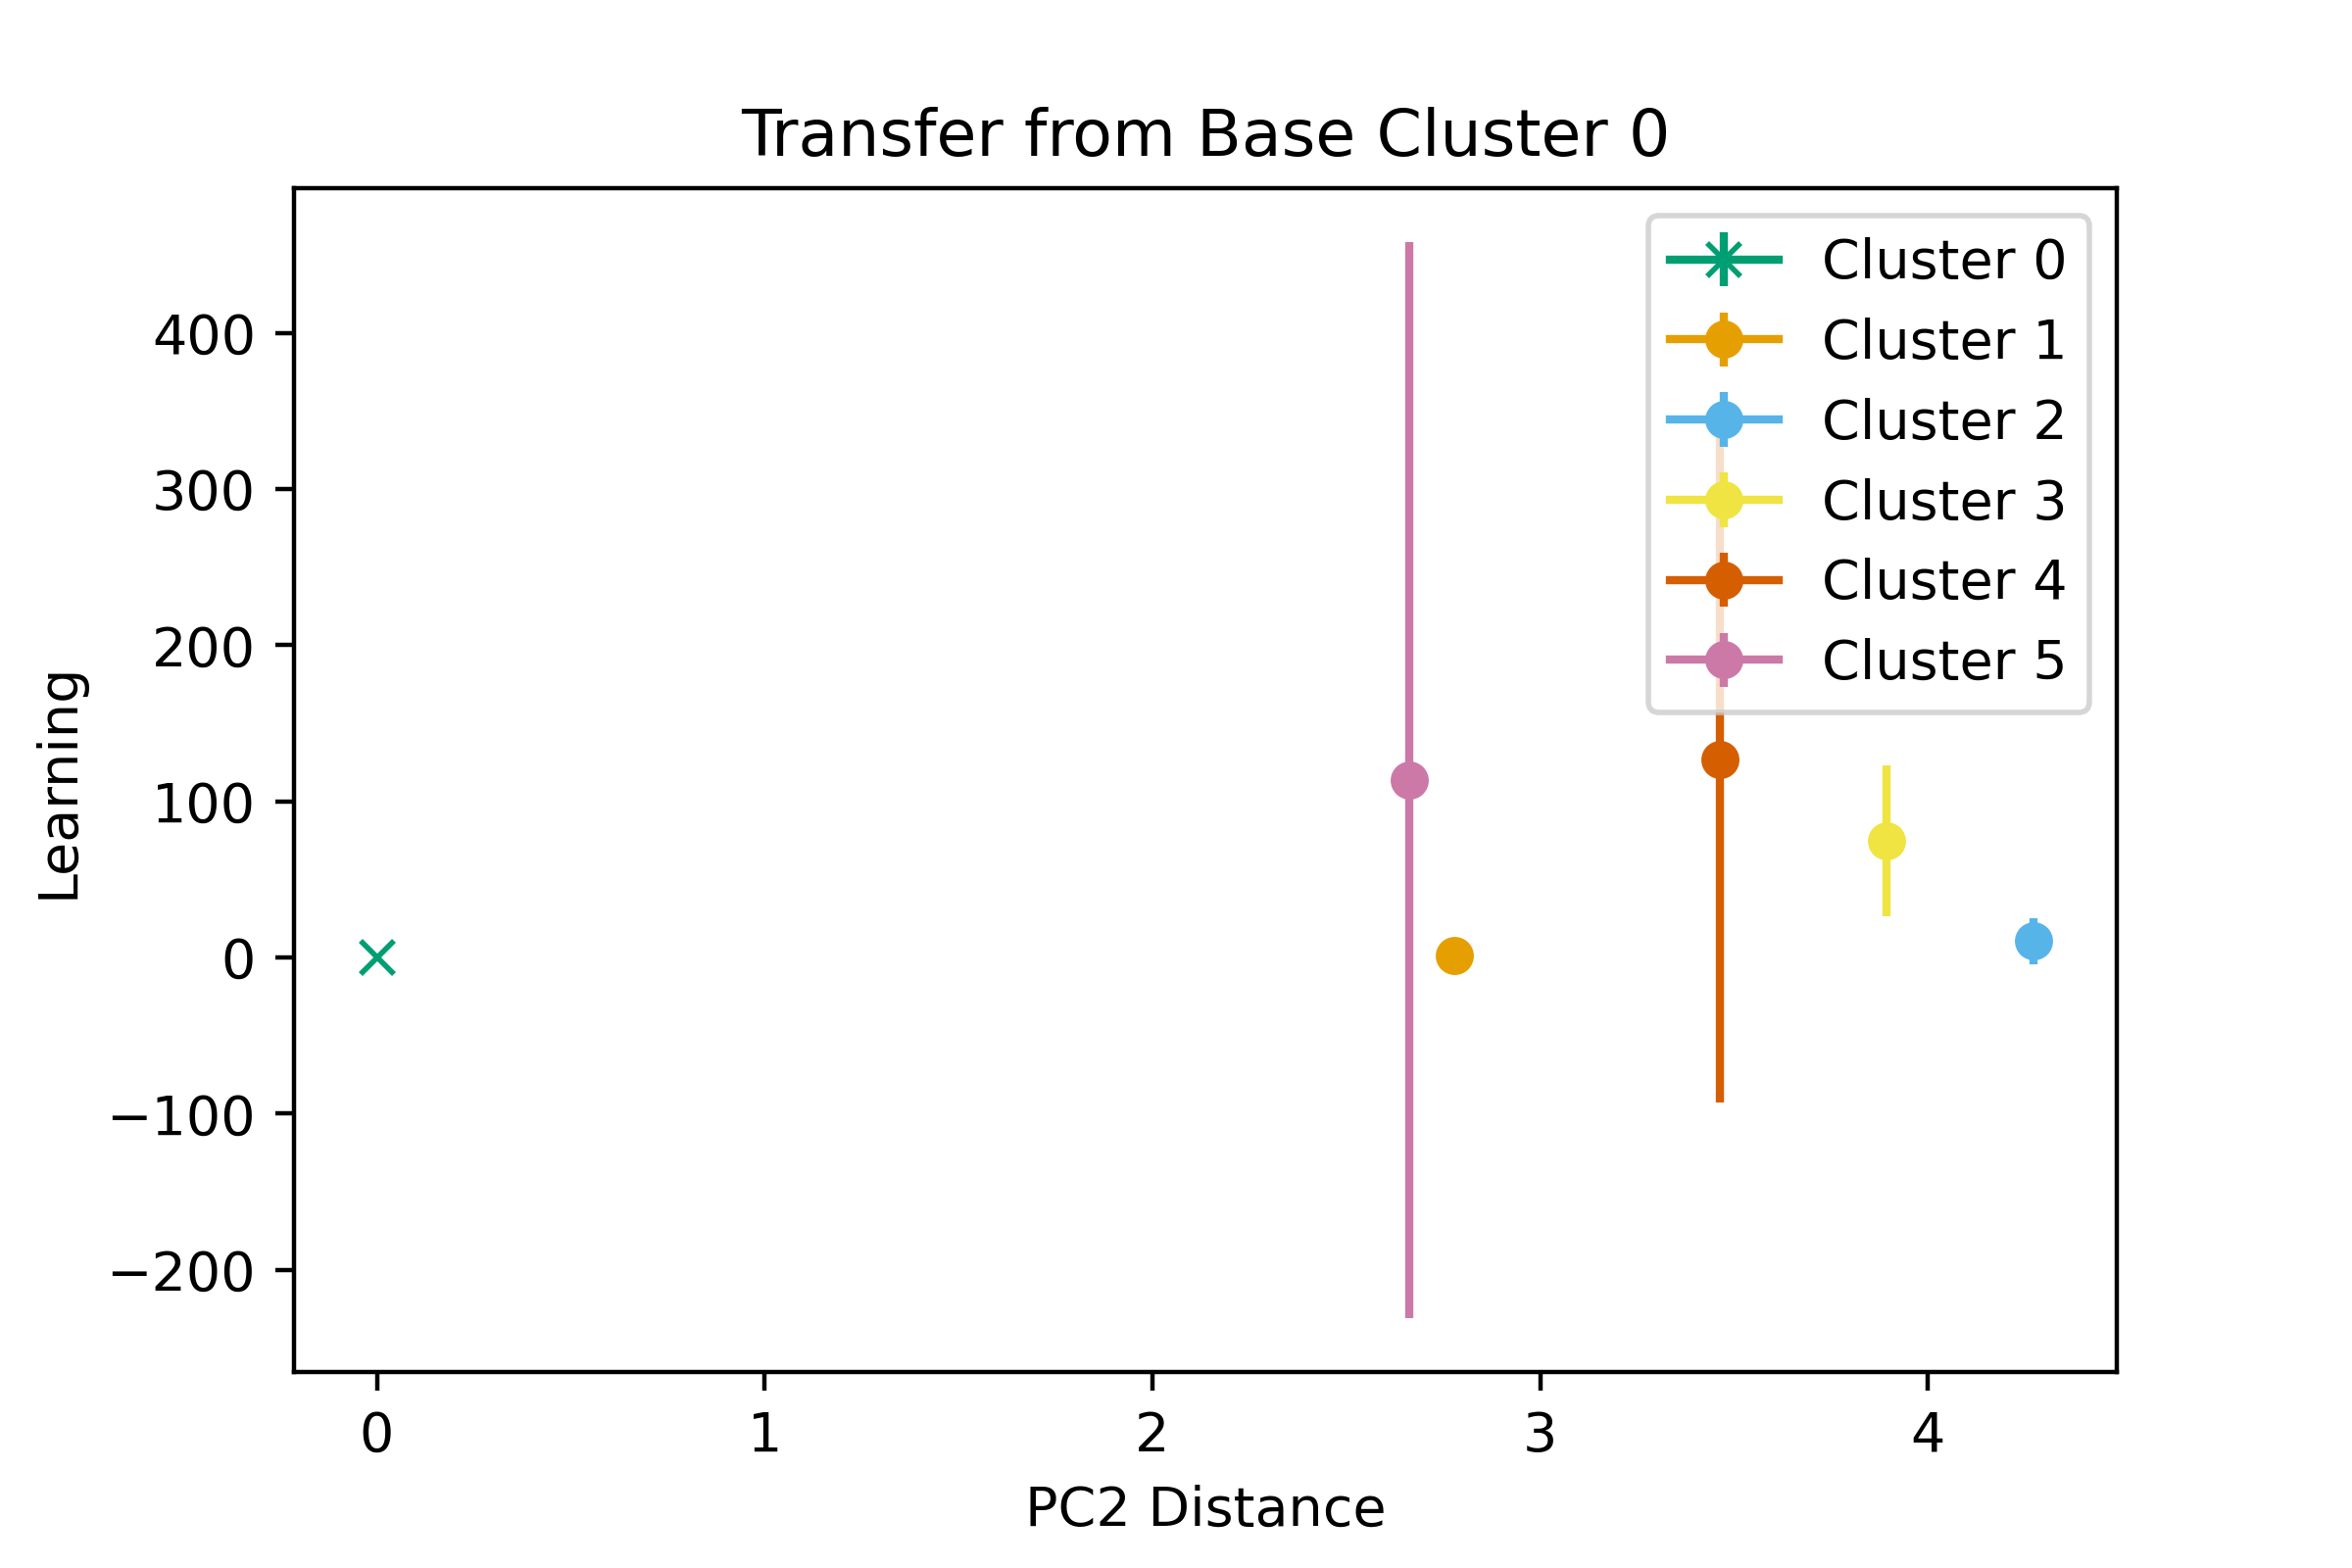 Transfer from Base Cluster 0
Learning
400
300
200
100
0
−100
−200
Cluster 0
Cluster 1
Cluster 2
Cluster 3
Cluster 4
Cluster 5
0 1 2 3 4
PC2 Distance